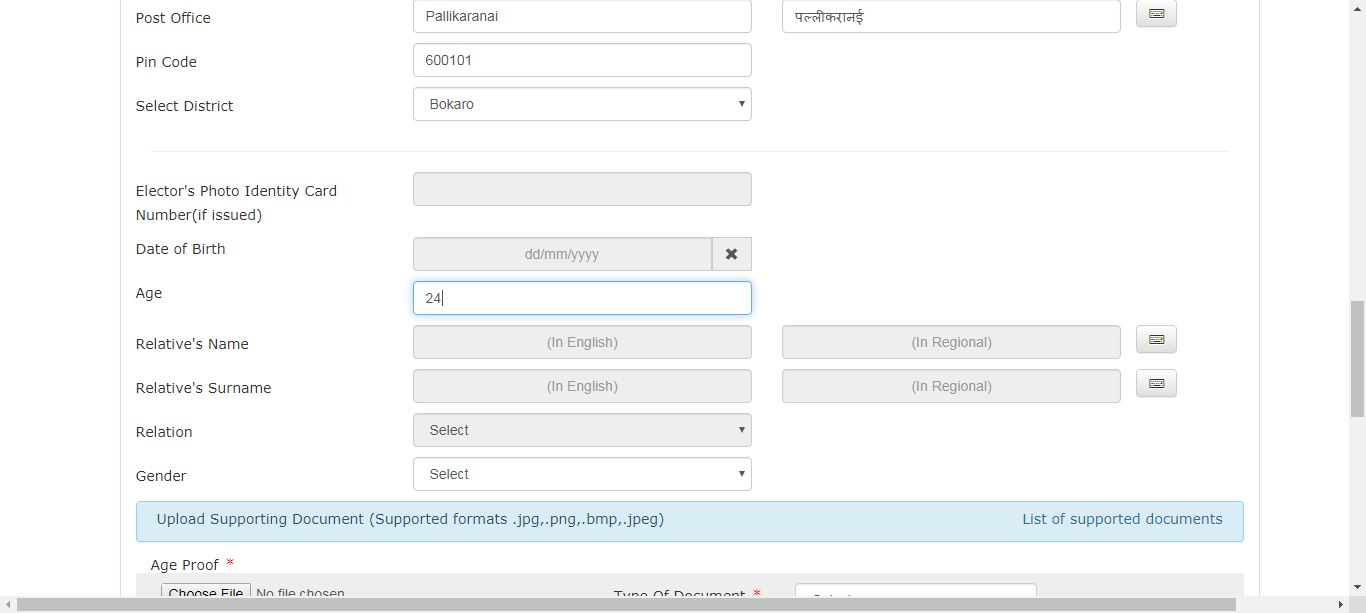 Post Office Pallikaranai पल्लीकरानई
Pin Code 600101
Select District Bokaro
Elector's Photo Identity Card
Number(if issued)
Date of Birth dd/mm/yyyy
Age 24
Relative's Name (In English) (In Regional)
Relative's Surname (In English) (In Regional)
Relation Select
Gender Select
Upload Supporting Document (Supported formats .jpg,.png,.bmp,.jpeg) List of supported documents
Age Proof *
Choose File No file chosen Type Of Document *